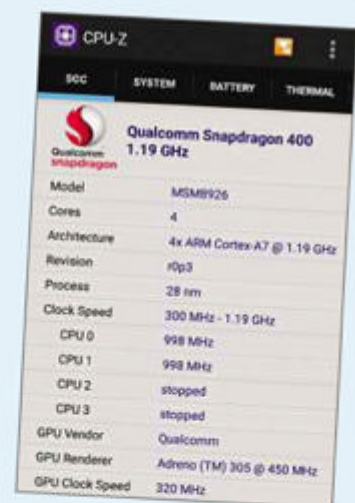 CPU-Z
SOC SYSTEM BATTERY THERMAL
Qualcomm snapdragon
Qualcomm Snapdragon 400
1.19 GHz
Model MSM8926
Cores 4
Architecture 4x ARM Cortex-A7 @ 1.19 GHz
Revision r0p3
Process 28 nm
Clock Speed 300 MHz - 1.19 GHz
CPU 0 998 MHz
CPU 1 998 MHz
CPU 2 stopped
CPU 3 stopped
GPU Vendor Qualcomm
GPU Renderer Adreno (TM) 305 @ 450 MHz
GPU Clock Speed 320 MHz